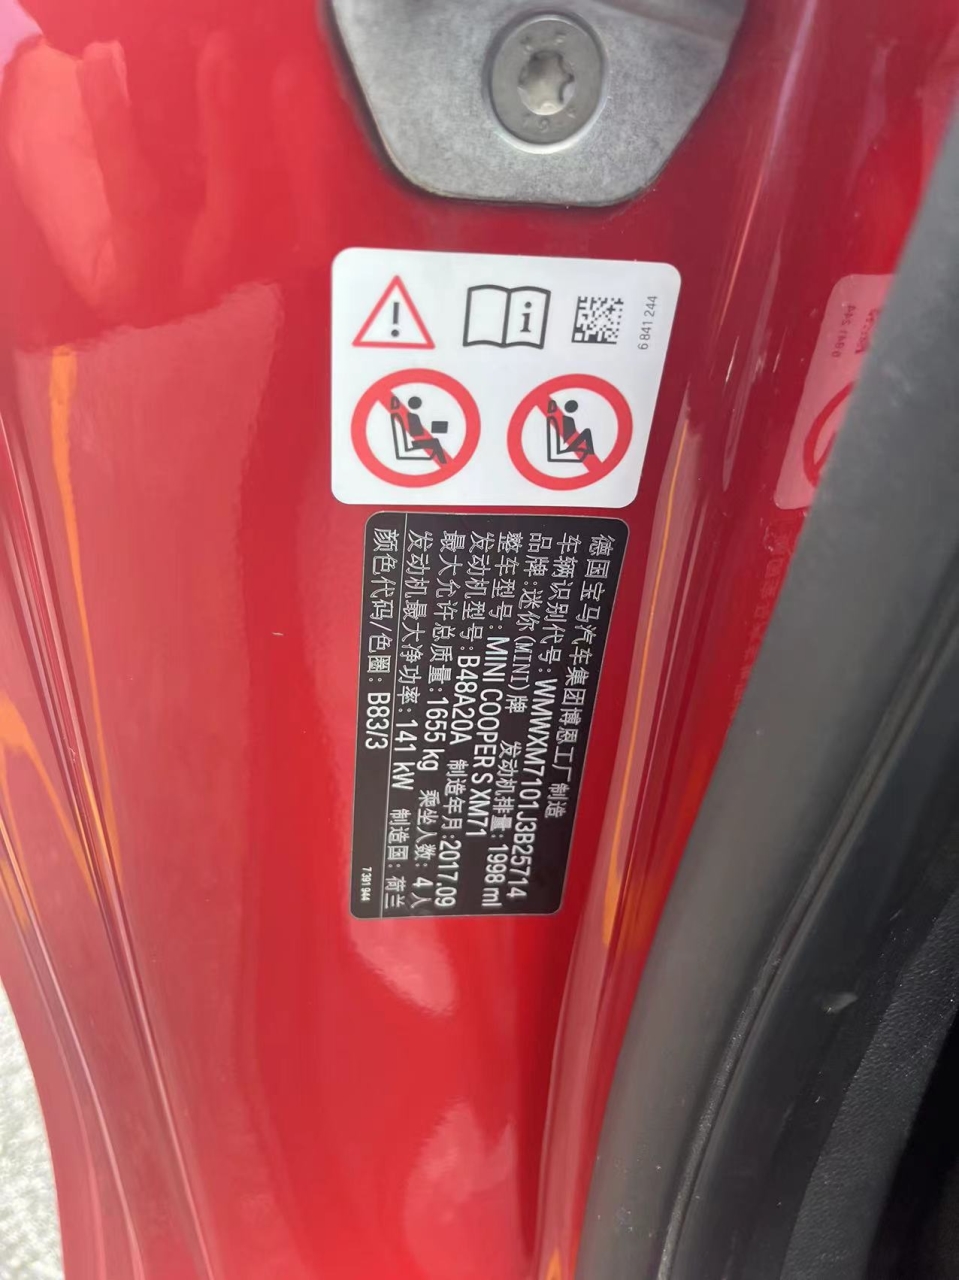 6 841 244
德国宝马汽车集团博恩工厂制造
车辆识别代号: WMWXM7101J3B25714
品牌:迷你(MINI)牌 发动机排量: 1998 ml
整车型号: MINI COOPER S XM71
发动机型号: B48A20A 制造年月:2017.09
最大允许总质量: 1655 kg 乘坐人数: 4 人
发动机最大净功率: 141 kW 制造国: 荷兰
颜色代码/色圈: B83/3
7 391 944